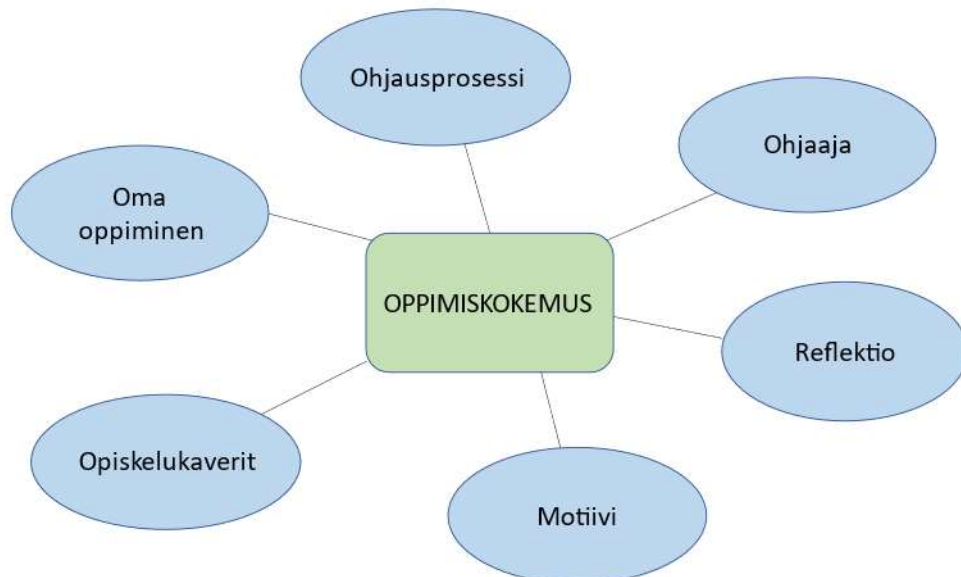 Ohjausprosessi
Ohjaaja
Oma
oppiminen
OPPIMISKOKEMUS
Reflektio
Opiskelukaverit
Motiivi